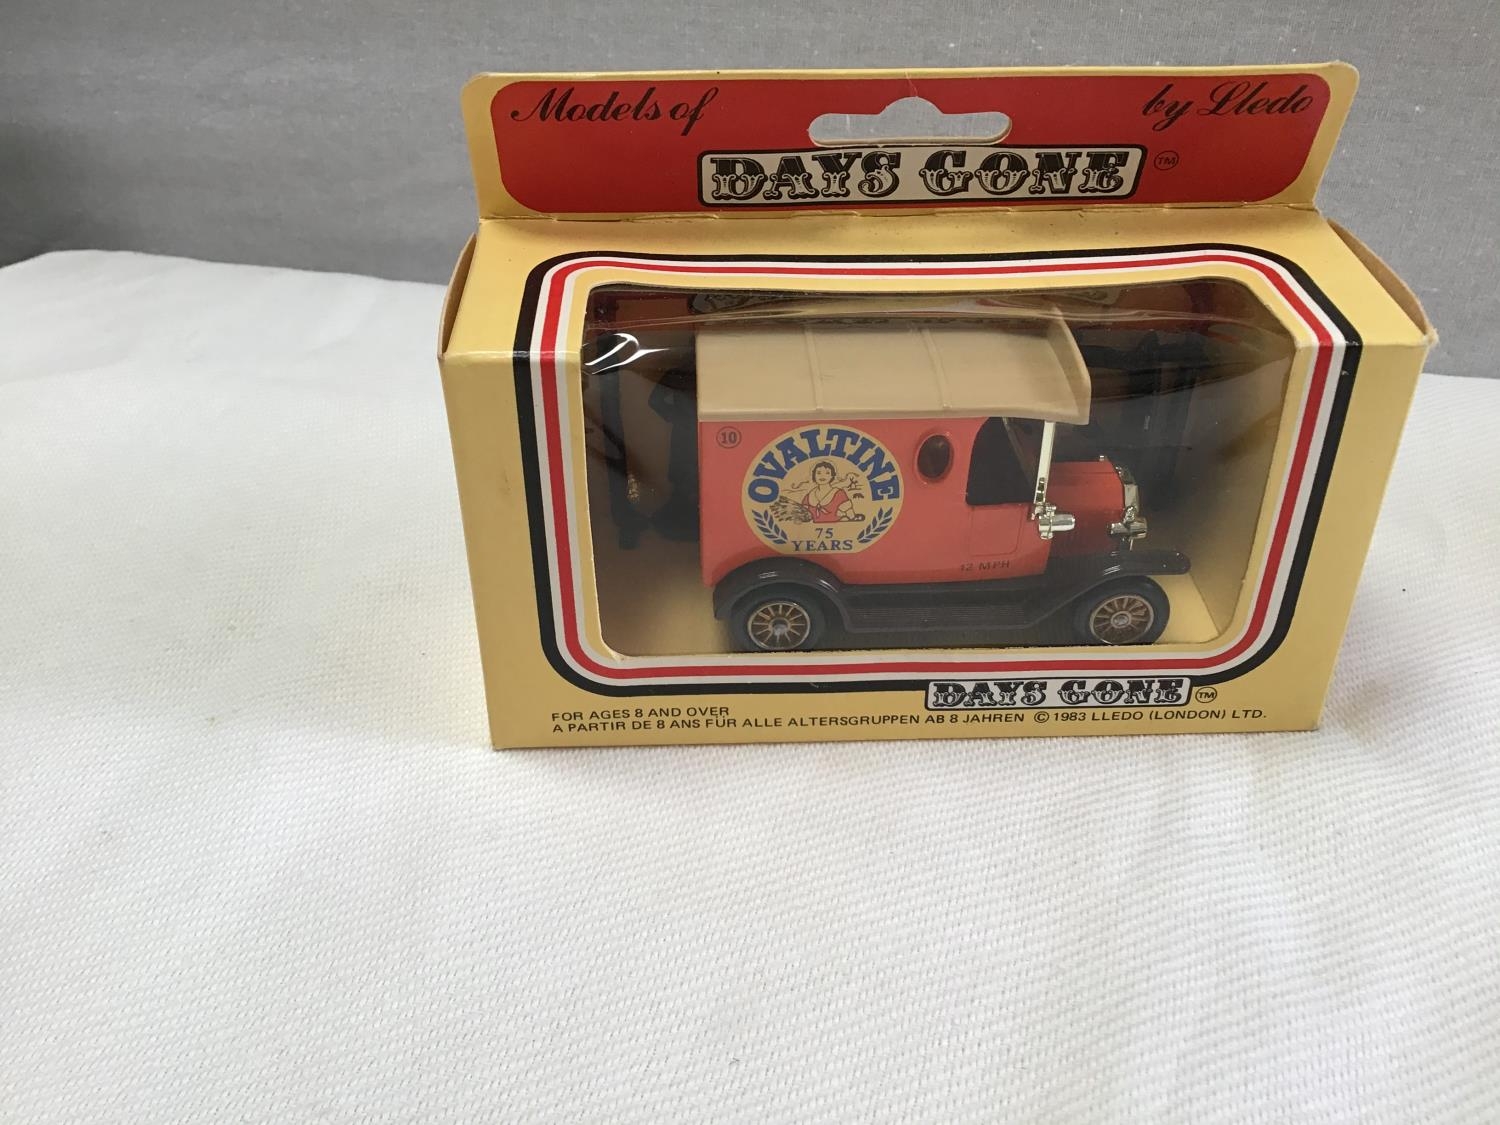 Models of
by Lledo
DAYS GONE TM
10
OVALTINE
75
YEARS
12 MPH
DAYS GONE TM
FOR AGES 8 AND OVER
A PARTIR DE 8 ANS FÜR ALLE ALTERSGRUPPEN AB 8 JAHREN © 1983 LLEDO (LONDON) LTD.